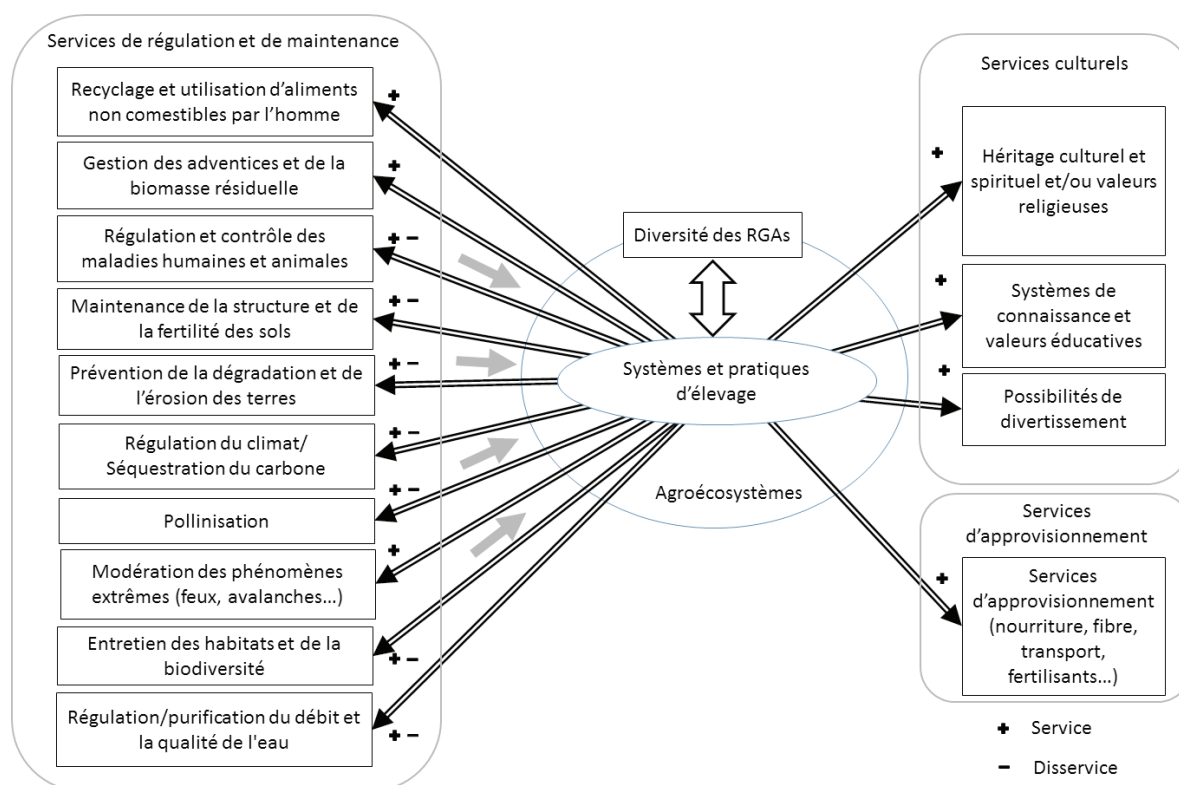 Services de régulation et de maintenance
Recyclage et utilisation d'aliments
non comestibles par l'homme
+
Gestion des adventices et de la
biomasse résiduelle
+
Régulation et contrôle des
maladies humaines et animales
+ −
Maintenance de la structure et de
la fertilité des sols
+ −
Prévention de la dégradation et de
l'érosion des terres
+ −
Régulation du climat/
Séquestration du carbone
+ −
Pollinisation
+ −
Modération des phénomènes
extrêmes (feux, avalanches...)
+
Entretien des habitats et de la
biodiversité
+ −
Régulation/purification du débit et
la qualité de l'eau
+ −
Diversité des RGAs
Systèmes et pratiques
d'élevage
Agroécosystèmes
Services culturels
+
Héritage culturel et
spirituel et/ou valeurs
religieuses
+
Systèmes de
connaissance et
valeurs éducatives
+
Possibilités de
divertissement
Services
d'approvisionnement
+
Services
d'approvisionnement
(nourriture, fibre,
transport,
fertilisants...)
+ Service
− Disservice